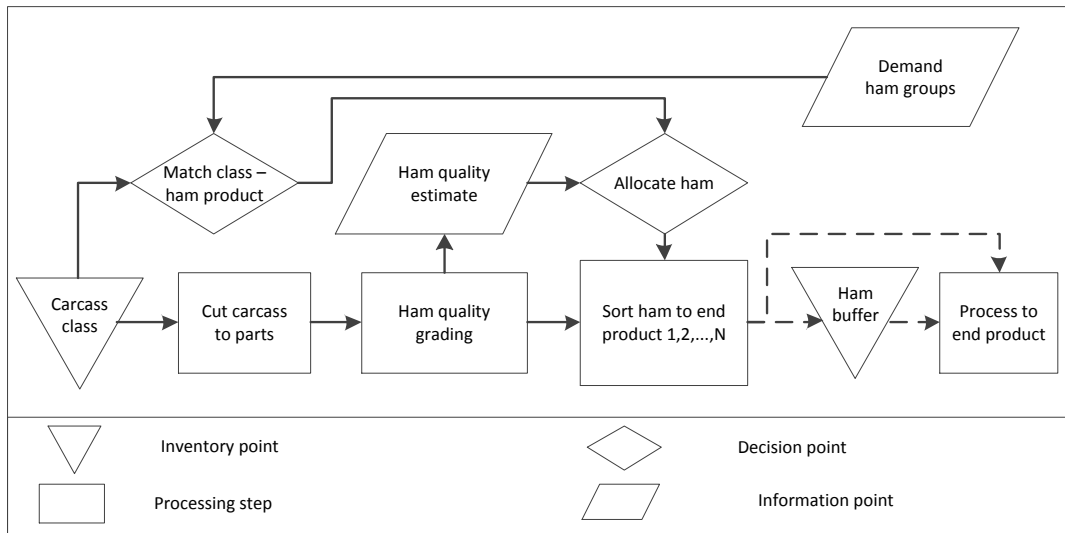 Demand
ham groups
Match class –
ham product
Ham quality
estimate
Allocate ham
Carcass
class
Cut carcass
to parts
Ham quality
grading
Sort ham to end
product 1,2,...,N
Ham
buffer
Process to
end product
Inventory point
Decision point
Processing step
Information point